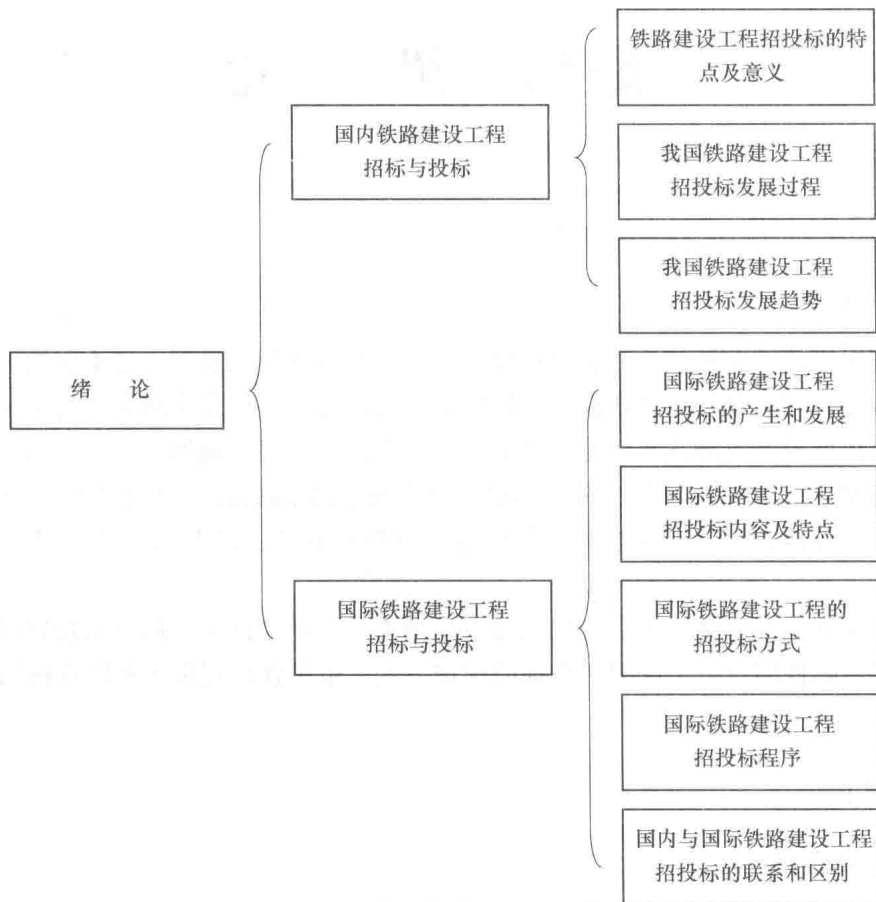 铁路建设工程招投标的特
点及意义
国内铁路建设工程
招标与投标
我国铁路建设工程
招投标发展过程
我国铁路建设工程
招投标发展趋势
绪 论
国际铁路建设工程
招投标的产生和发展
国际铁路建设工程
招投标内容及特点
国际铁路建设工程
招标与投标
国际铁路建设工程的
招投标方式
国际铁路建设工程
招投标程序
国内与国际铁路建设工程
招投标的联系和区别